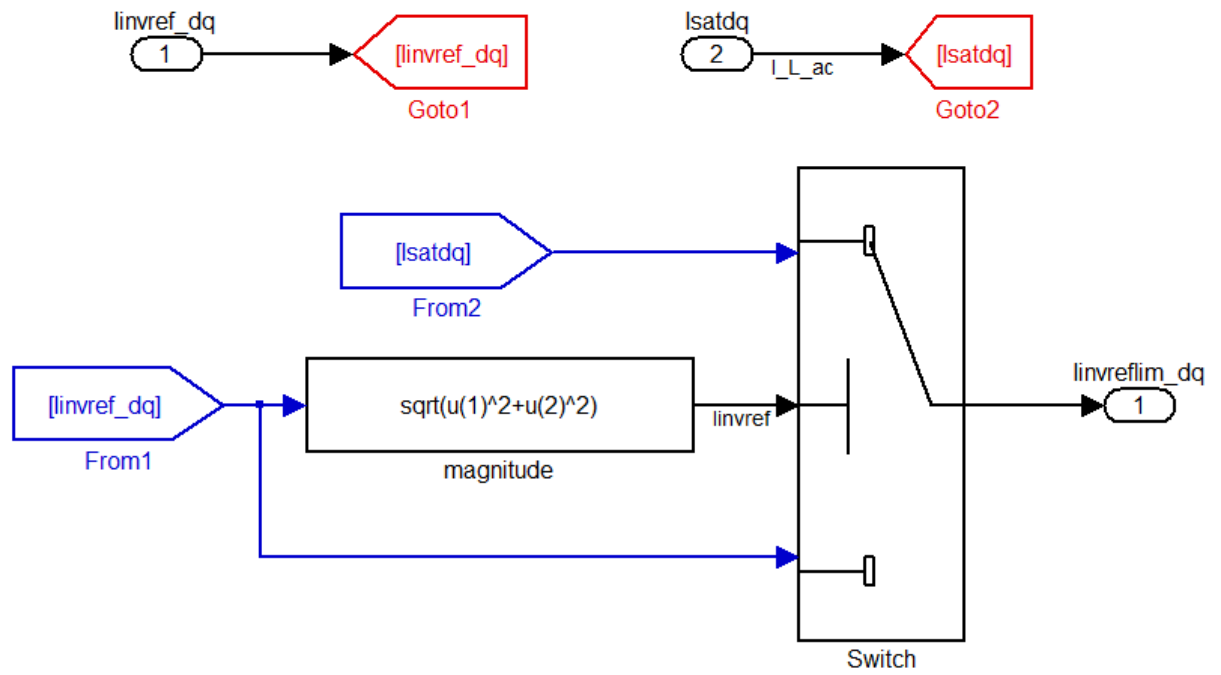 Iinvref_dq
1
[Iinvref_dq]
Goto1
Isatdq
2
I_L_ac
[Isatdq]
Goto2
[Isatdq]
From2
[Iinvref_dq]
From1
sqrt(u(1)^2+u(2)^2)
magnitude
Iinvref
Iinvreflim_dq
1
Switch